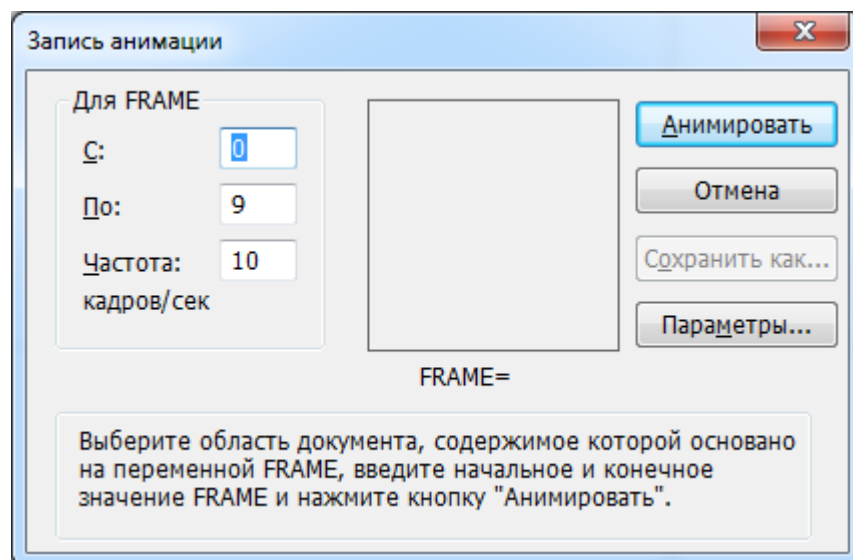 Запись анимации
Для FRAME
С: 0
По: 9
Частота: 10
кадров/сек
FRAME=
Анимировать
Отмена
Сохранить как...
Параметры...
Выберите область документа, содержимое которой основано
на переменной FRAME, введите начальное и конечное
значение FRAME и нажмите кнопку "Анимировать".